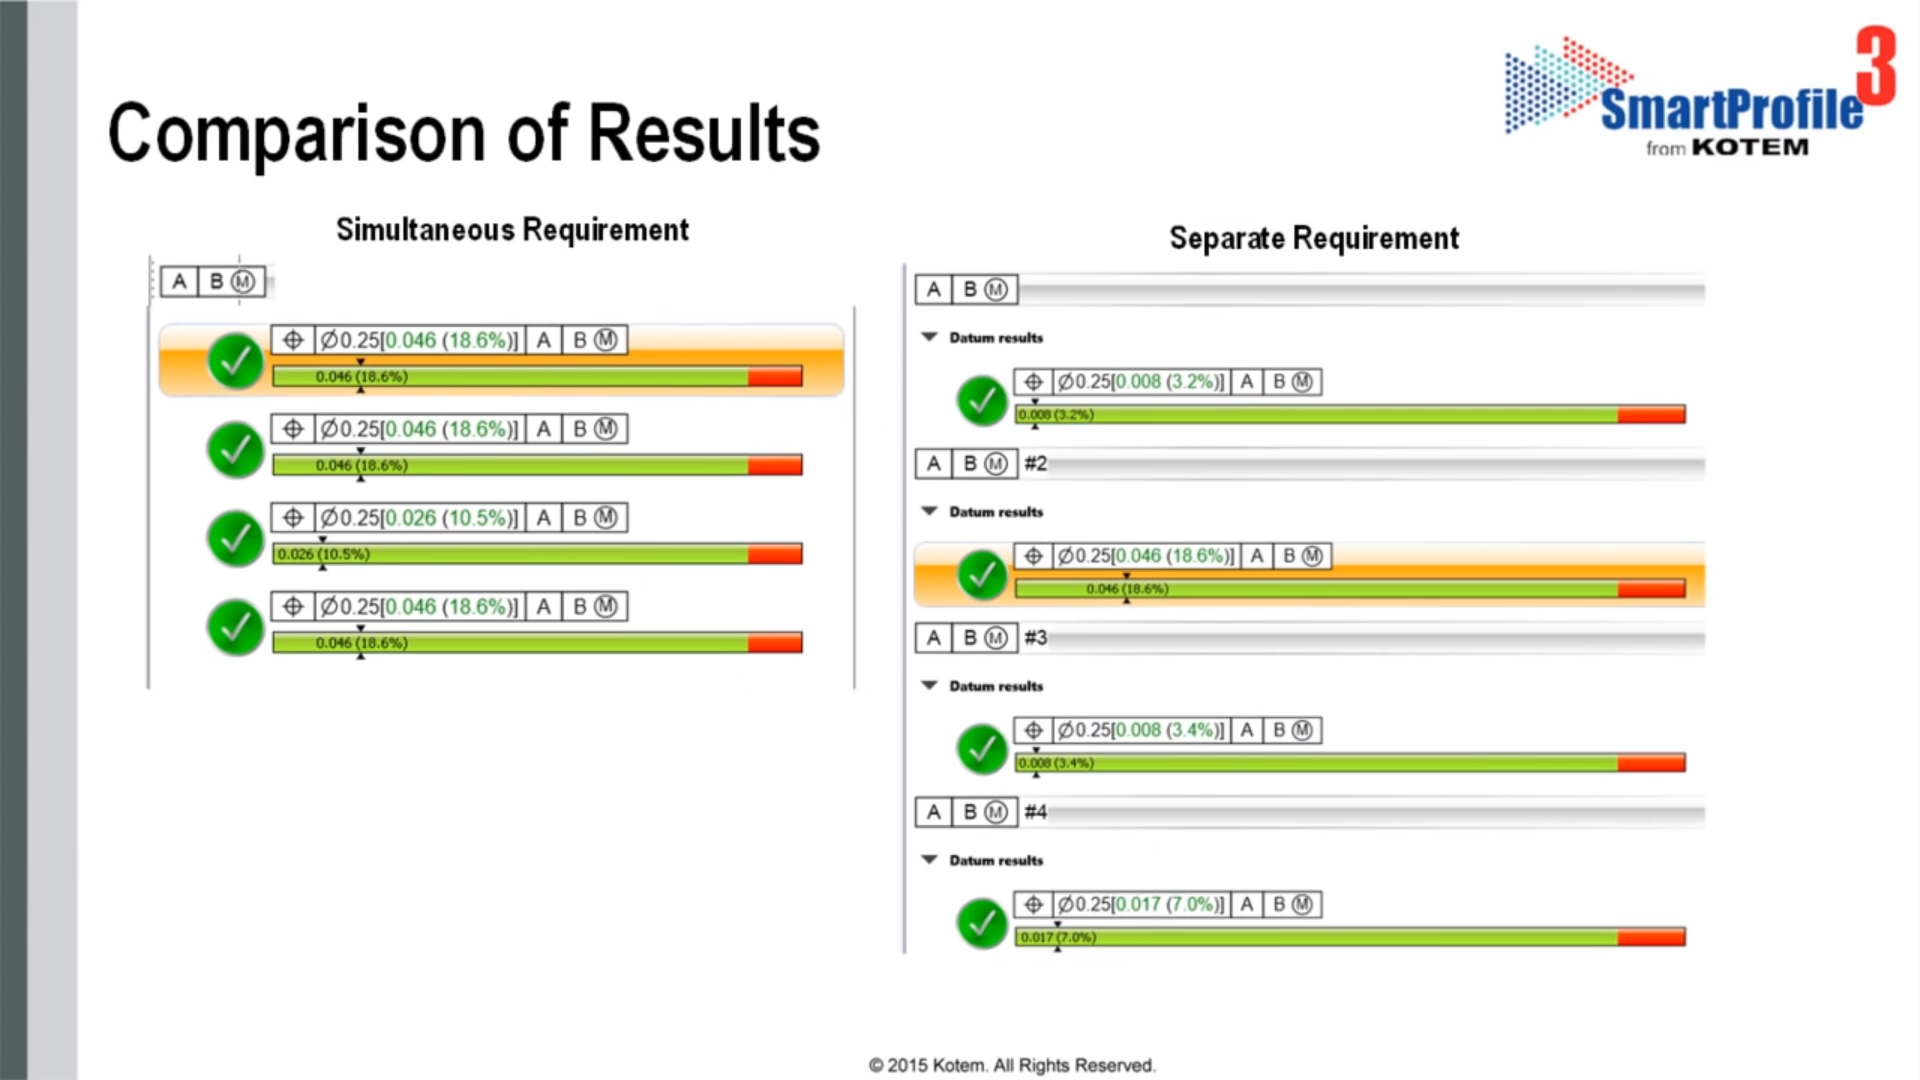 Comparison of Results
3
SmartProfile
from KOTEM
Simultaneous Requirement
A B Ⓜ
⌖ Ø0.25[0.046 (18.6%)] A B Ⓜ
0.046 (18.6%)
⌖ Ø0.25[0.046 (18.6%)] A B Ⓜ
0.046 (18.6%)
⌖ Ø0.25[0.026 (10.5%)] A B Ⓜ
0.026 (10.5%)
⌖ Ø0.25[0.046 (18.6%)] A B Ⓜ
0.046 (18.6%)
Separate Requirement
A B Ⓜ
Datum results
⌖ Ø0.25[0.008 (3.2%)] A B Ⓜ
0.008 (3.2%)
A B Ⓜ #2
Datum results
⌖ Ø0.25[0.046 (18.6%)] A B Ⓜ
0.046 (18.6%)
A B Ⓜ #3
Datum results
⌖ Ø0.25[0.008 (3.4%)] A B Ⓜ
0.008 (3.4%)
A B Ⓜ #4
Datum results
⌖ Ø0.25[0.017 (7.0%)] A B Ⓜ
0.017 (7.0%)
© 2015 Kotem. All Rights Reserved.